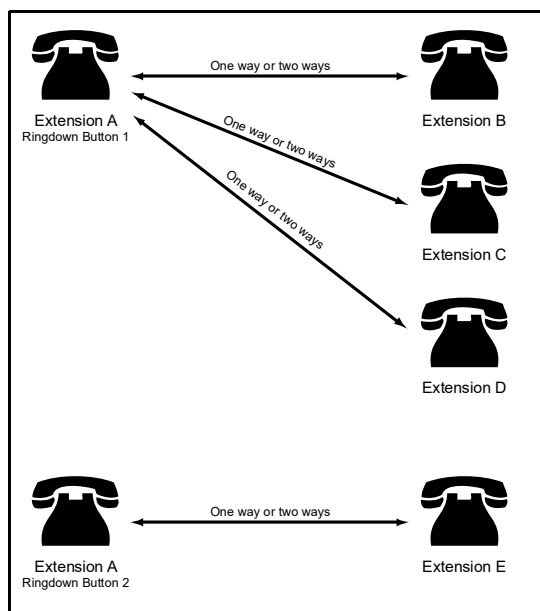 One way or two ways
Extension A
Ringdown Button 1
Extension B
One way or two ways
Extension C
One way or two ways
Extension D
One way or two ways
Extension A
Ringdown Button 2
Extension E